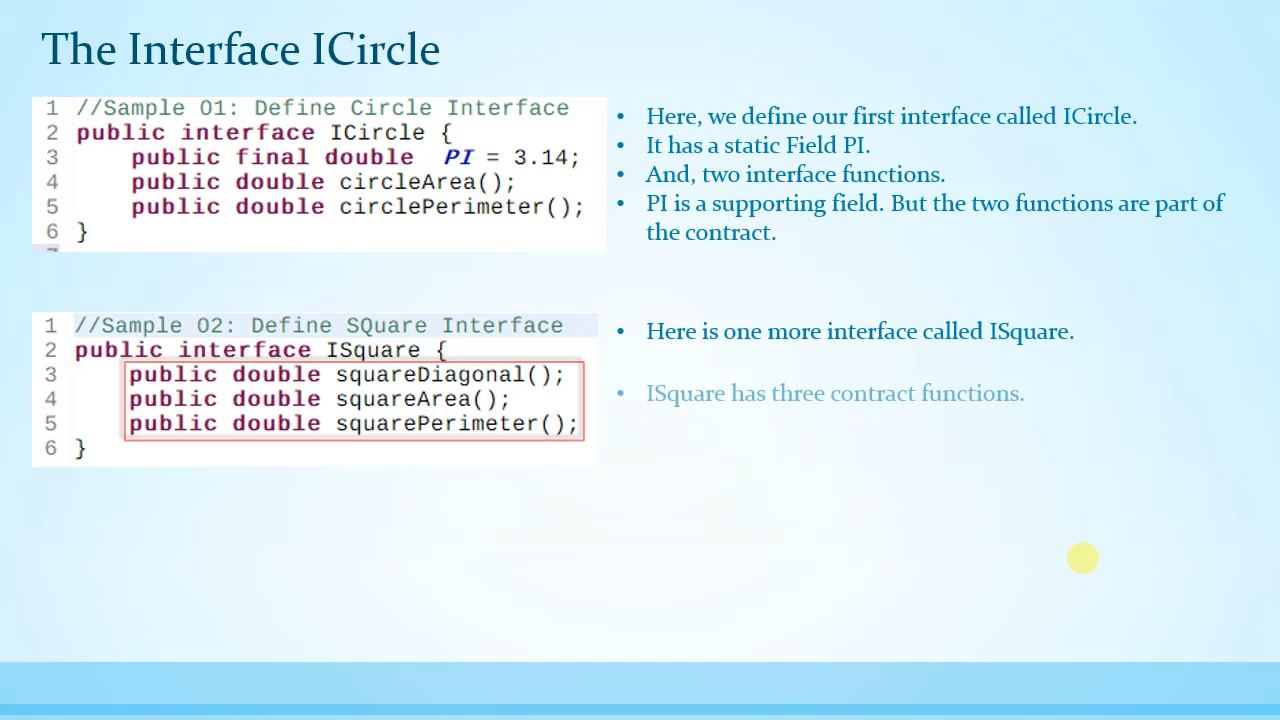 The Interface ICircle
1 //Sample 01: Define Circle Interface
2 public interface ICircle {
3 public final double PI = 3.14;
4 public double circleArea();
5 public double circlePerimeter();
6 }
• Here, we define our first interface called ICircle.
• It has a static Field PI.
• And, two interface functions.
• PI is a supporting field. But the two functions are part of
the contract.
1 //Sample 02: Define SQuare Interface
2 public interface ISquare {
3 public double squareDiagonal();
4 public double squareArea();
5 public double squarePerimeter();
6 }
• Here is one more interface called ISquare.
• ISquare has three contract functions.